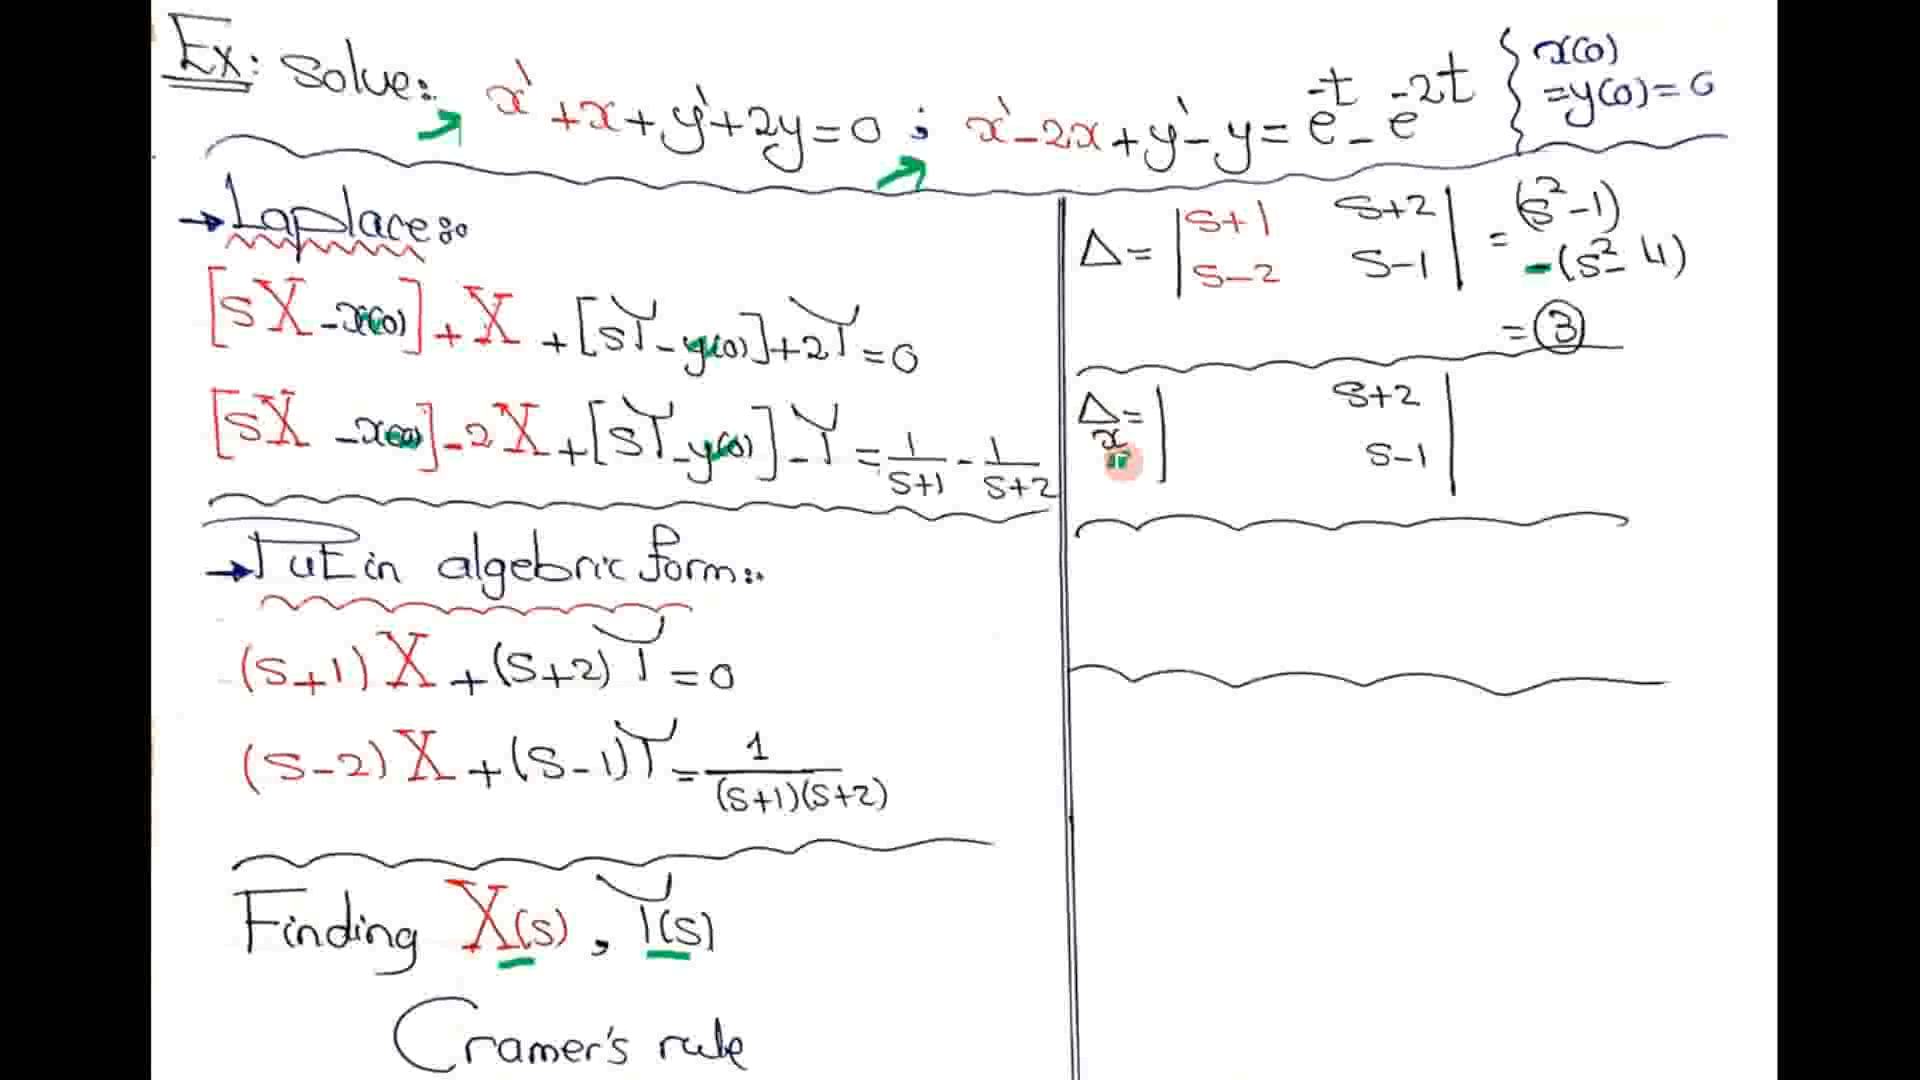 Ex: Solve: x' + x + y' + 2y = 0 ; x' - 2x + y' - y = e^-t - e^-2t { x(0)
= y(0) = 0
→ Laplace:
[sX - x(0)] + X + [sY - y(0)] + 2Y = 0
[sX - x(0)] - 2X + [sY - y(0)] - Y = 1/(s+1) - 1/(s+2)
→ Put in algebric form:
(s+1) X + (s+2) Y = 0
(s-2) X + (s-1) Y = 1/((s+1)(s+2))
Finding X(s) , Y(s)
Cramer's rule
Δ = | s+1 s+2 | = (s²-1)
| s-2 s-1 | -(s²-4)
= 3
Δx = | s+2 |
| s-1 |